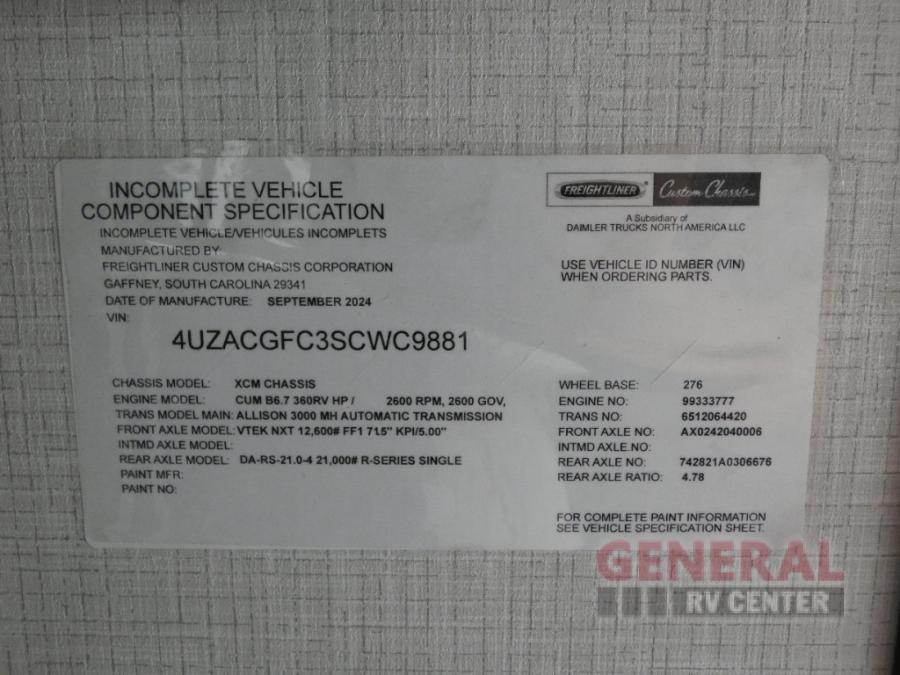 INCOMPLETE VEHICLE
COMPONENT SPECIFICATION
INCOMPLETE VEHICLE/VEHICULES INCOMPLETS
MANUFACTURED BY:
FREIGHTLINER CUSTOM CHASSIS CORPORATION
GAFFNEY, SOUTH CAROLINA 29341
DATE OF MANUFACTURE: SEPTEMBER 2024
VIN:
4UZACGFC3SCWC9881
FREIGHTLINER Custom Chassis
A Subsidiary of
DAIMLER TRUCKS NORTH AMERICA LLC
USE VEHICLE ID NUMBER (VIN)
WHEN ORDERING PARTS.
CHASSIS MODEL: XCM CHASSIS
ENGINE MODEL: CUM B6.7 360RV HP / 2600 RPM, 2600 GOV,
TRANS MODEL MAIN: ALLISON 3000 MH AUTOMATIC TRANSMISSION
FRONT AXLE MODEL: VTEK NXT 12,600# FF1 71.5" KPI/5.00"
INTMD AXLE MODEL:
REAR AXLE MODEL: DA-RS-21.0-4 21,000# R-SERIES SINGLE
PAINT MFR:
PAINT NO:
WHEEL BASE: 276
ENGINE NO: 99333777
TRANS NO: 6512064420
FRONT AXLE NO: AX0242040006
INTMD AXLE.NO:
REAR AXLE NO: 742821A0306676
REAR AXLE RATIO: 4.78
FOR COMPLETE PAINT INFORMATION
SEE VEHICLE SPECIFICATION SHEET.
GENERAL
RV CENTER